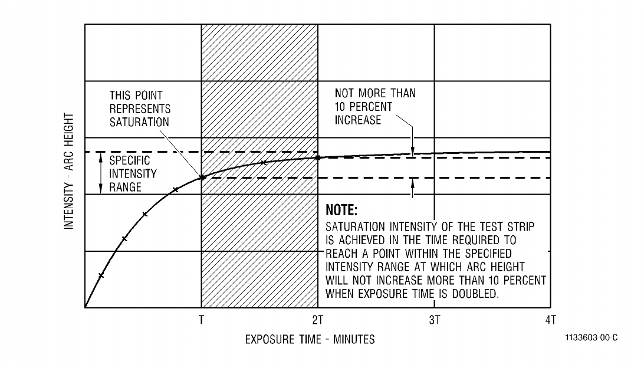 THIS POINT
REPRESENTS
SATURATION
NOT MORE THAN
10 PERCENT
INCREASE
SPECIFIC
INTENSITY
RANGE
INTENSITY - ARC HEIGHT
NOTE:
SATURATION INTENSITY OF THE TEST STRIP
IS ACHIEVED IN THE TIME REQUIRED TO
REACH A POINT WITHIN THE SPECIFIED
INTENSITY RANGE AT WHICH ARC HEIGHT
WILL NOT INCREASE MORE THAN 10 PERCENT
WHEN EXPOSURE TIME IS DOUBLED.
T 2T 3T 4T
EXPOSURE TIME - MINUTES
1133603-00-C